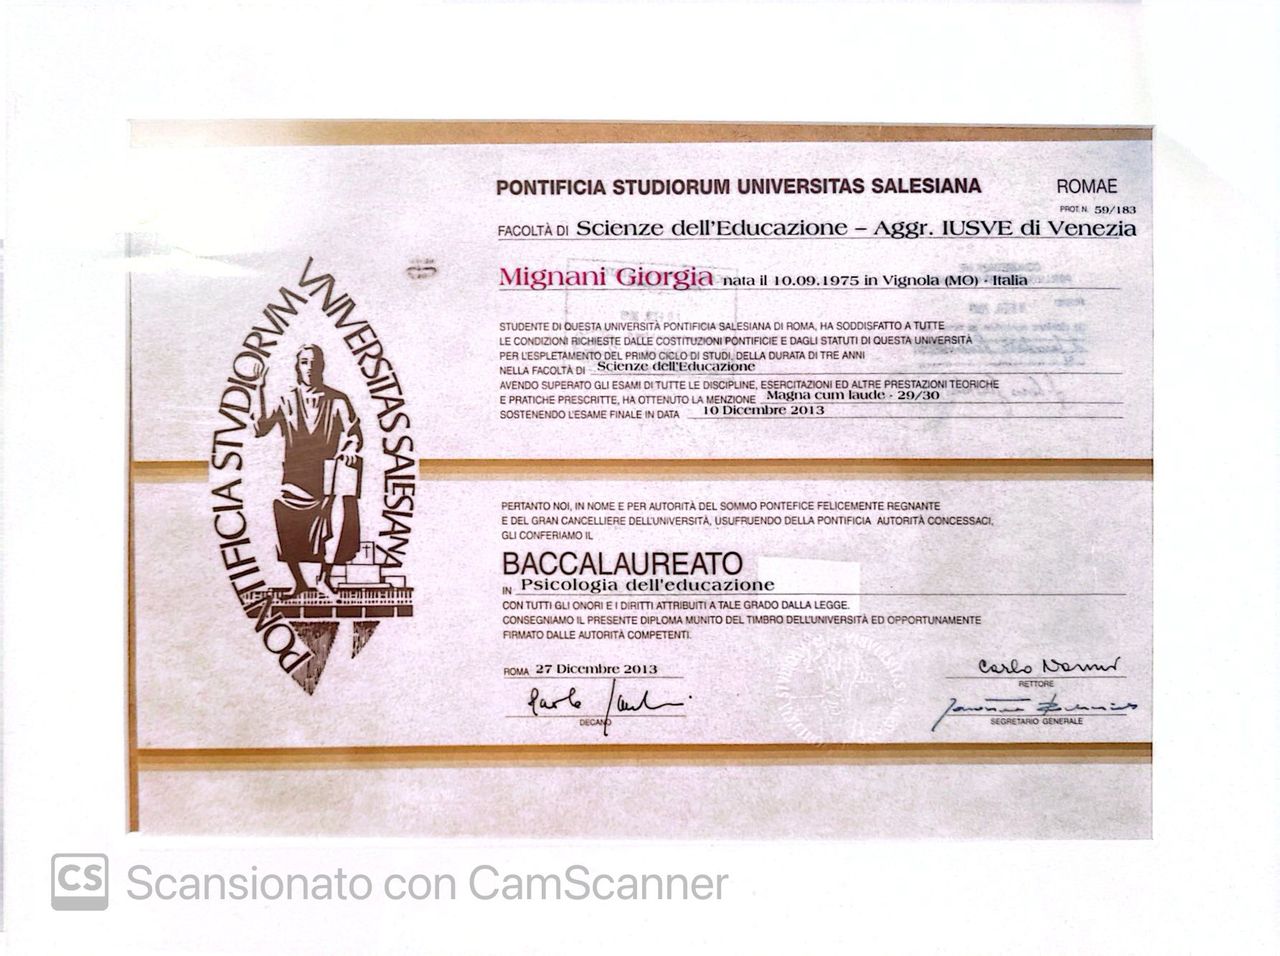 PONTIFICIA STUDIORUM UNIVERSITAS SALESIANA ROMAE
PROT. N. 59/183
FACOLTÀ DI Scienze dell'Educazione – Aggr. IUSVE di Venezia
Mignani Giorgia nata il 10.09.1975 in Vignola (MO) - Italia
STUDENTE DI QUESTA UNIVERSITÀ PONTIFICIA SALESIANA DI ROMA, HA SODDISFATTO A TUTTE
LE CONDIZIONI RICHIESTE DALLE COSTITUZIONI PONTIFICIE E DAGLI STATUTI DI QUESTA UNIVERSITÀ
PER L'ESPLETAMENTO DEL PRIMO CICLO DI STUDI, DELLA DURATA DI TRE ANNI
NELLA FACOLTÀ DI Scienze dell'Educazione
AVENDO SUPERATO GLI ESAMI DI TUTTE LE DISCIPLINE, ESERCITAZIONI ED ALTRE PRESTAZIONI TEORICHE
E PRATICHE PRESCRITTE, HA OTTENUTO LA MENZIONE Magna cum laude - 29/30
SOSTENENDO L'ESAME FINALE IN DATA 10 Dicembre 2013
PONTIFICIA STVDIORVM VNIVERSITAS SALESIANA
PERTANTO NOI, IN NOME E PER AUTORITÀ DEL SOMMO PONTEFICE FELICEMENTE REGNANTE
E DEL GRAN CANCELLIERE DELL'UNIVERSITÀ, USUFRUENDO DELLA PONTIFICIA AUTORITÀ CONCESSACI,
GLI CONFERIAMO IL
BACCALAUREATO
IN Psicologia dell'educazione
CON TUTTI GLI ONORI E I DIRITTI ATTRIBUITI A TALE GRADO DALLA LEGGE.
CONSEGNIAMO IL PRESENTE DIPLOMA MUNITO DEL TIMBRO DELL'UNIVERSITÀ ED OPPORTUNAMENTE
FIRMATO DALLE AUTORITÀ COMPETENTI.
ROMA 27 Dicembre 2013
Carlo Nanni
RETTORE
DECANO
SEGRETARIO GENERALE
CS Scansionato con CamScanner